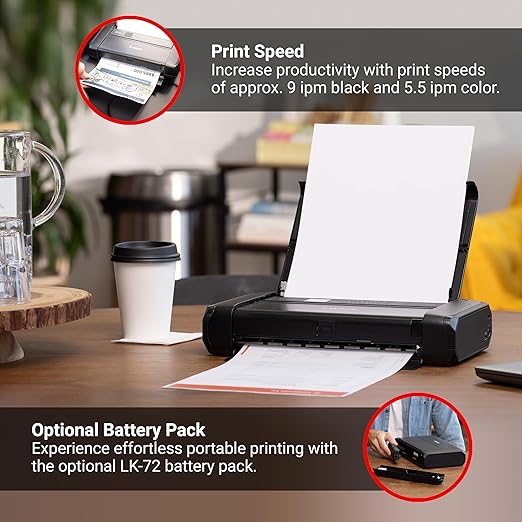 Print Speed
Increase productivity with print speeds
of approx. 9 ipm black and 5.5 ipm color.
Optional Battery Pack
Experience effortless portable printing with
the optional LK-72 battery pack.